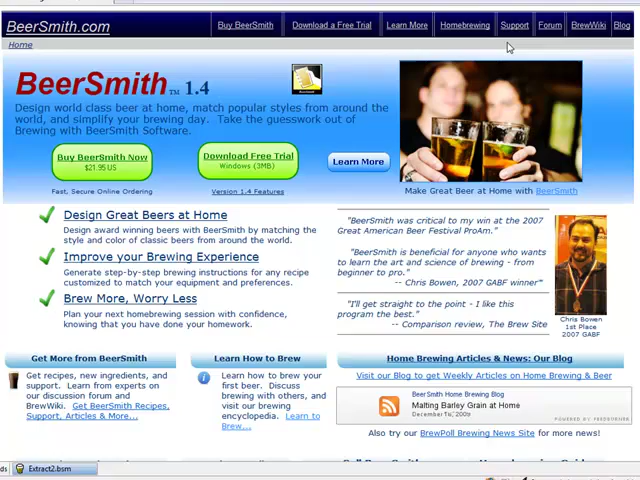 BeerSmith.com
Buy BeerSmith
Download a Free Trial
Learn More
Homebrewing
Support
Forum
BrewWiki
Blog
Home
BeerSmith TM 1.4
Design world class beer at home, match popular styles from around the
world, and simplify your brewing day. Take the guesswork out of
Brewing with BeerSmith Software.
Buy BeerSmith Now
$21.95 US
Download Free Trial
Windows (3MB)
Learn More
Fast, Secure Online Ordering
Version 1.4 Features
Make Great Beer at Home with BeerSmith
Design Great Beers at Home
Design award winning beers with BeerSmith by matching the
style and color of classic beers from around the world.
Improve your Brewing Experience
Generate step-by-step brewing instructions for any recipe
customized to match your equipment and preferences.
Brew More, Worry Less
Plan your next homebrewing session with confidence,
knowing that you have done your homework.
"BeerSmith was critical to my win at the 2007
Great American Beer Festival ProAm."
"BeerSmith is beneficial for anyone who wants
to learn the art and science of brewing - from
beginner to pro."
-- Chris Bowen, 2007 GABF winner"
"I'll get straight to the point - I like this
program the best."
-- Comparison review, The Brew Site
Chris Bowen
1st Place
2007 GABF
Get More from BeerSmith
Get recipes, new ingredients, and
support. Learn from experts on
our discussion forum and
BrewWiki. Get BeerSmith Recipes,
Support, Articles & More...
Learn How to Brew
Learn how to brew your
first beer. Discuss
brewing with others, and
visit our brewing
encyclopedia. Learn to
Brew...
Home Brewing Articles & News: Our Blog
Visit our Blog to get Weekly Articles on Home Brewing & Beer
BeerSmith Home Brewing Blog
Malting Barley Grain at Home
POWERED BY FEEDBURNER
Also try our BrewPoll Brewing News Site for more news!
ds
Extract2.bsm